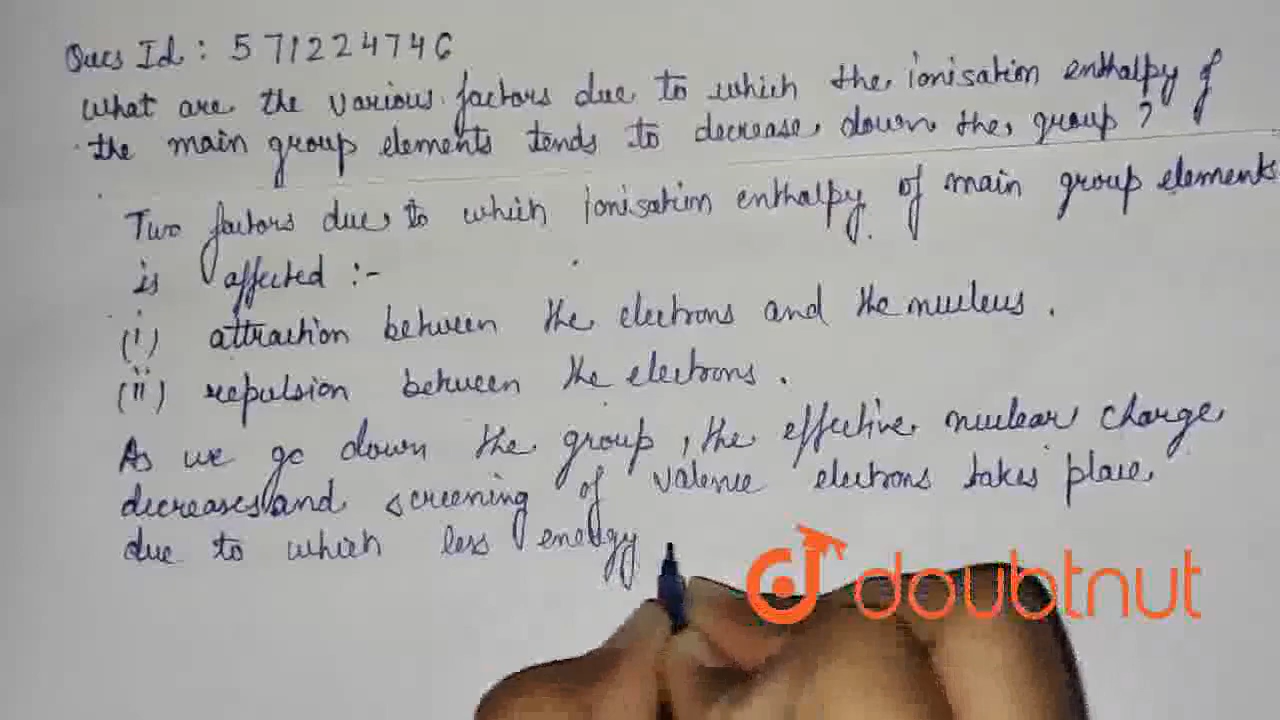 Ques Id : 571224746
What are the various factors due to which the ionisation enthalpy of
the main group elements tends to decrease down the group ?
Two factors due to which ionisation enthalpy of main group elements
is affected :-
(i) attraction between the electrons and the nucleus .
(ii) repulsion between the electrons .
As we go down the group , the effective nuclear charge
decreases and screening of valence electrons takes place
due to which less energy
doubtnut